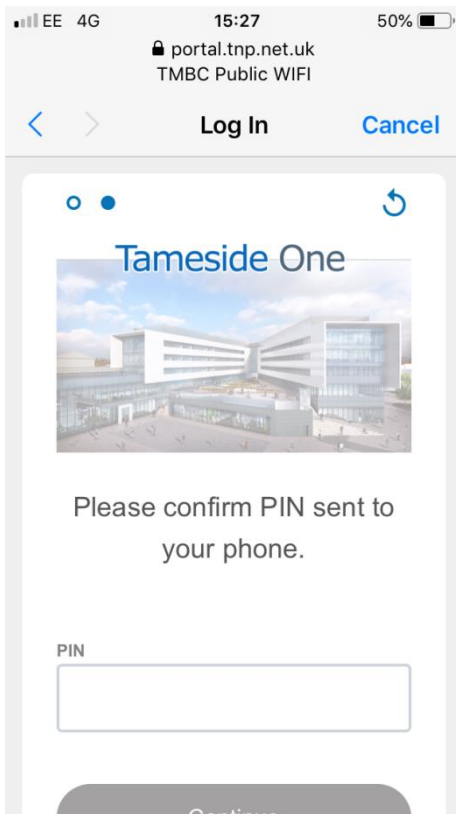 EE 4G 15:27 50%
portal.tnp.net.uk
TMBC Public WIFI
Log In Cancel
Tameside One
Please confirm PIN sent to
your phone.
PIN
Continue